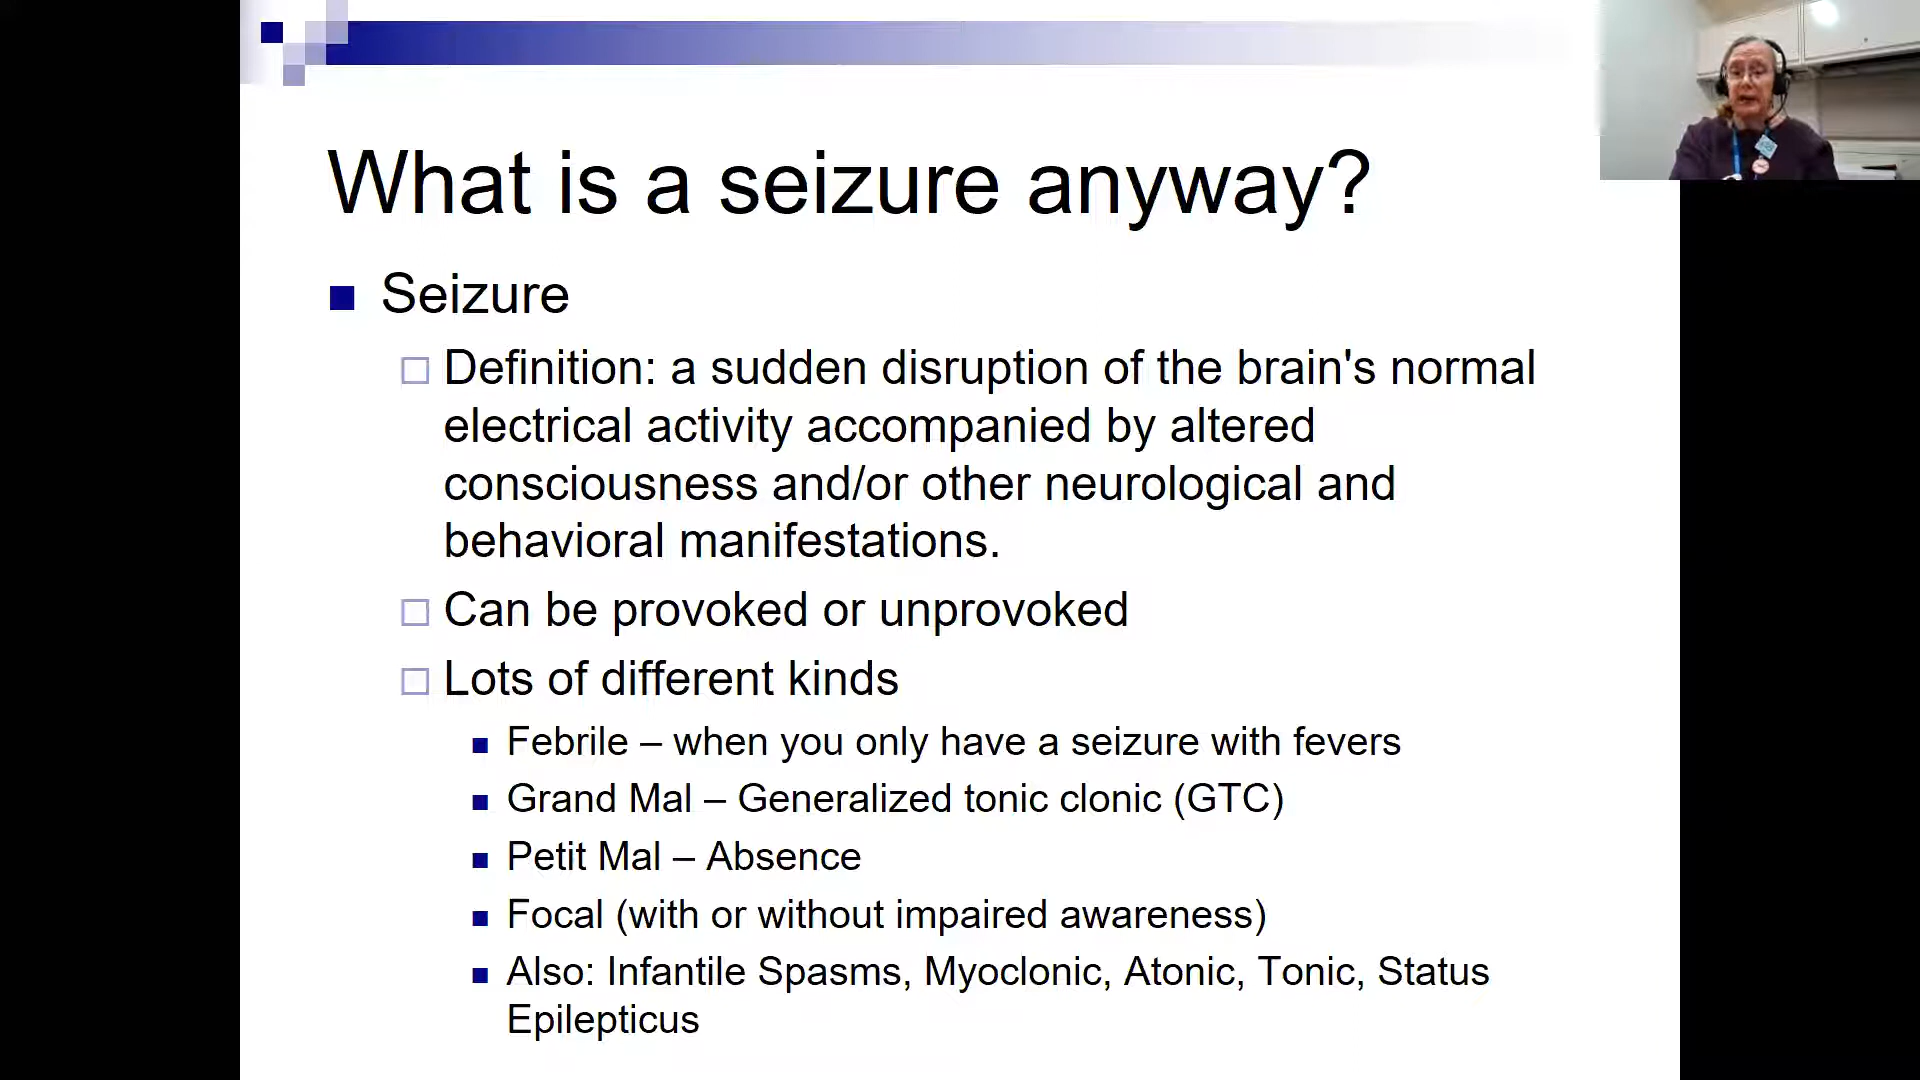 What is a seizure anyway?
Seizure
Definition: a sudden disruption of the brain's normal
electrical activity accompanied by altered
consciousness and/or other neurological and
behavioral manifestations.
Can be provoked or unprovoked
Lots of different kinds
Febrile – when you only have a seizure with fevers
Grand Mal – Generalized tonic clonic (GTC)
Petit Mal – Absence
Focal (with or without impaired awareness)
Also: Infantile Spasms, Myoclonic, Atonic, Tonic, Status
Epilepticus